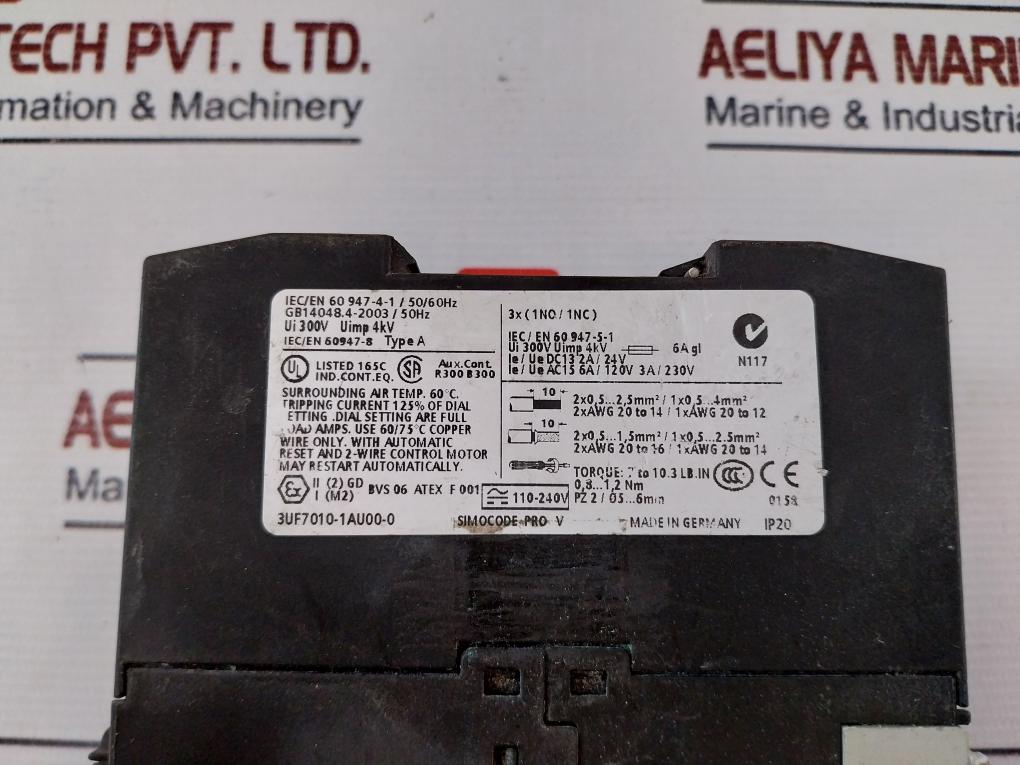 TECH PVT. LTD.
mation & Machinery
AELIYA MARI
Marine & Industria
IEC/EN 60 947-4-1 / 50/60Hz
GB14048.4-2003 / 50Hz
Ui 300V Uimp 4kV
IEC/EN 60947-8 Type A
UL LISTED 165C
IND.CONT.EQ.
SA
Aux.Cont.
R300 B300
SURROUNDING AIR TEMP. 60°C.
TRIPPING CURRENT 125% OF DIAL
ETTING .DIAL SETTING ARE FULL
OAD AMPS. USE 60/75°C COPPER
WIRE ONLY. WITH AUTOMATIC
RESET AND 2-WIRE CONTROL MOTOR
MAY RESTART AUTOMATICALLY.
Ex II (2) GD
I (M2)
BVS 06 ATEX F 001
110-240V
3UF7010-1AU00-0
SIMOCODE-PRO V
3x (1NO / 1NC)
IEC/ EN 60 947-5-1
Ui 300V Uimp 4kV 6A gl
Ie/ Ue DC13 2A / 24V
Ie/ Ue AC15 6A / 120V 3A / 230V
N117
10
2x0,5...2,5mm² / 1x0,5...4mm²
2xAWG 20 to 14 / 1xAWG 20 to 12
10
2x0,5...1,5mm² / 1x0,5...2.5mm²
2xAWG 20 to 16 / 1xAWG 20 to 14
TORQUE: 7 to 10.3 LB.IN
0,8...1,2 Nm
PZ 2 / Ø5...6mm
CCC
CE
0158
MADE IN GERMANY
IP20